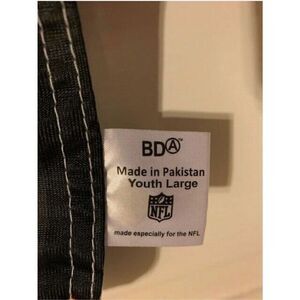 BDⒶ
Made in Pakistan
Youth Large
NFL
made especially for the NFL